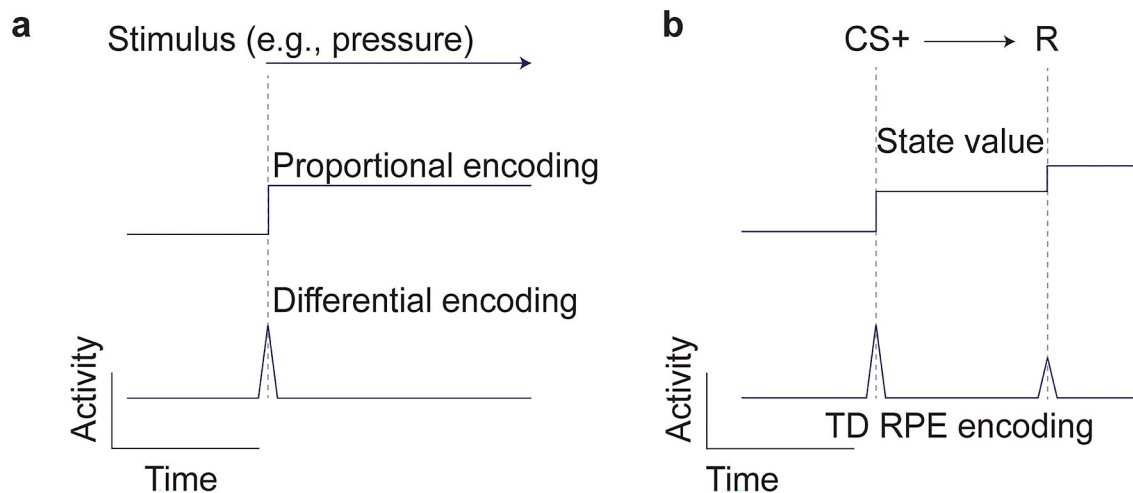 a
Stimulus (e.g., pressure)
Proportional encoding
Differential encoding
Activity
Time
b
CS+
R
State value
TD RPE encoding
Activity
Time